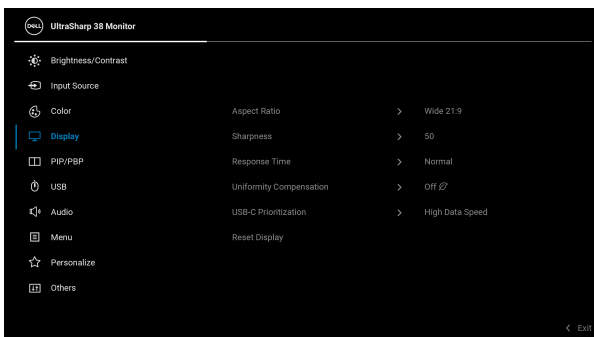 DELL UltraSharp 38 Monitor
Brightness/Contrast
Input Source
Color Aspect Ratio Wide 21:9
Display Sharpness 50
PIP/PBP Response Time Normal
USB Uniformity Compensation Off
Audio USB-C Prioritization High Data Speed
Menu Reset Display
Personalize
Others
Exit